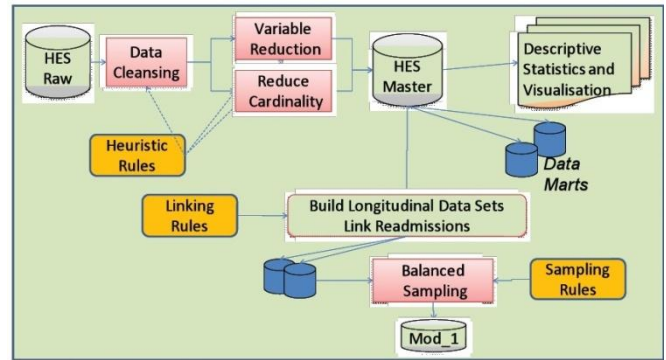 HES
Raw
Data
Cleansing
Variable
Reduction
Reduce
Cardinality
HES
Master
Descriptive
Statistics and
Visualisation
Heuristic
Rules
Data
Marts
Linking
Rules
Build Longitudinal Data Sets
Link Readmissions
Balanced
Sampling
Sampling
Rules
Mod_1